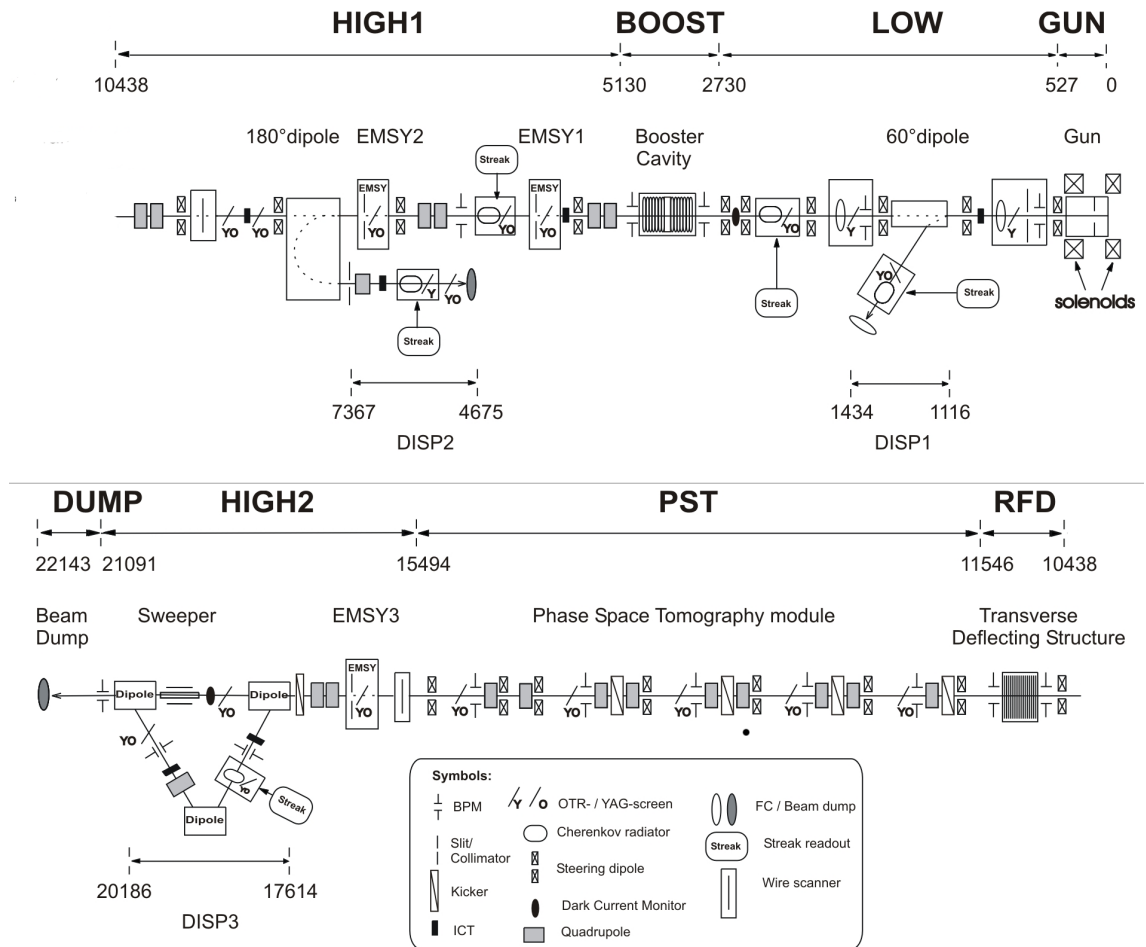 HIGH1 BOOST LOW GUN
10438 5130 2730 527 0
180°dipole EMSY2 EMSY1 Booster Cavity 60°dipole Gun
Streak
EMSY EMSY
YO YO YO YO YO YO Y Y
YO Y YO YO
Streak Streak Streak
solenoids
7367 4675 1434 1116
DISP2 DISP1
DUMP HIGH2 PST RFD
22143 21091 15494 11546 10438
Beam Dump Sweeper EMSY3 Phase Space Tomography module Transverse Deflecting Structure
EMSY
Dipole Dipole
YO YO YO YO YO YO YO
YO
YO
Streak
Dipole
20186 17614
DISP3
Symbols:
BPM Y O OTR- / YAG-screen FC / Beam dump
Slit/ Collimator Cherenkov radiator Streak Streak readout
Kicker Steering dipole Wire scanner
ICT Dark Current Monitor
Quadrupole